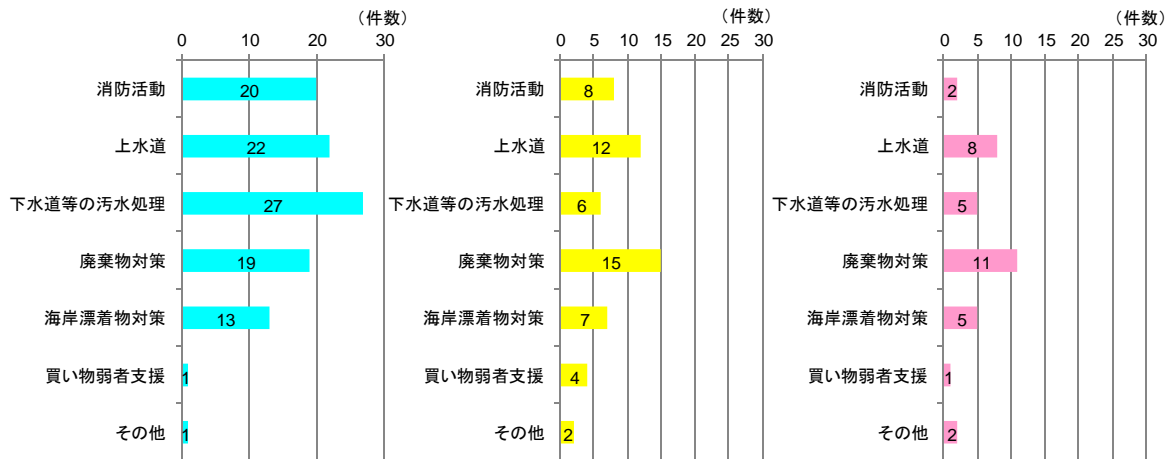 （件数）
0 10 20 30
消防活動 20
上水道 22
下水道等の汚水処理 27
廃棄物対策 19
海岸漂着物対策 13
買い物弱者支援 1
その他 1
（件数）
0 5 10 15 20 25 30
消防活動 8
上水道 12
下水道等の汚水処理 6
廃棄物対策 15
海岸漂着物対策 7
買い物弱者支援 4
その他 2
（件数）
0 5 10 15 20 25 30
消防活動 2
上水道 8
下水道等の汚水処理 5
廃棄物対策 11
海岸漂着物対策 5
買い物弱者支援 1
その他 2